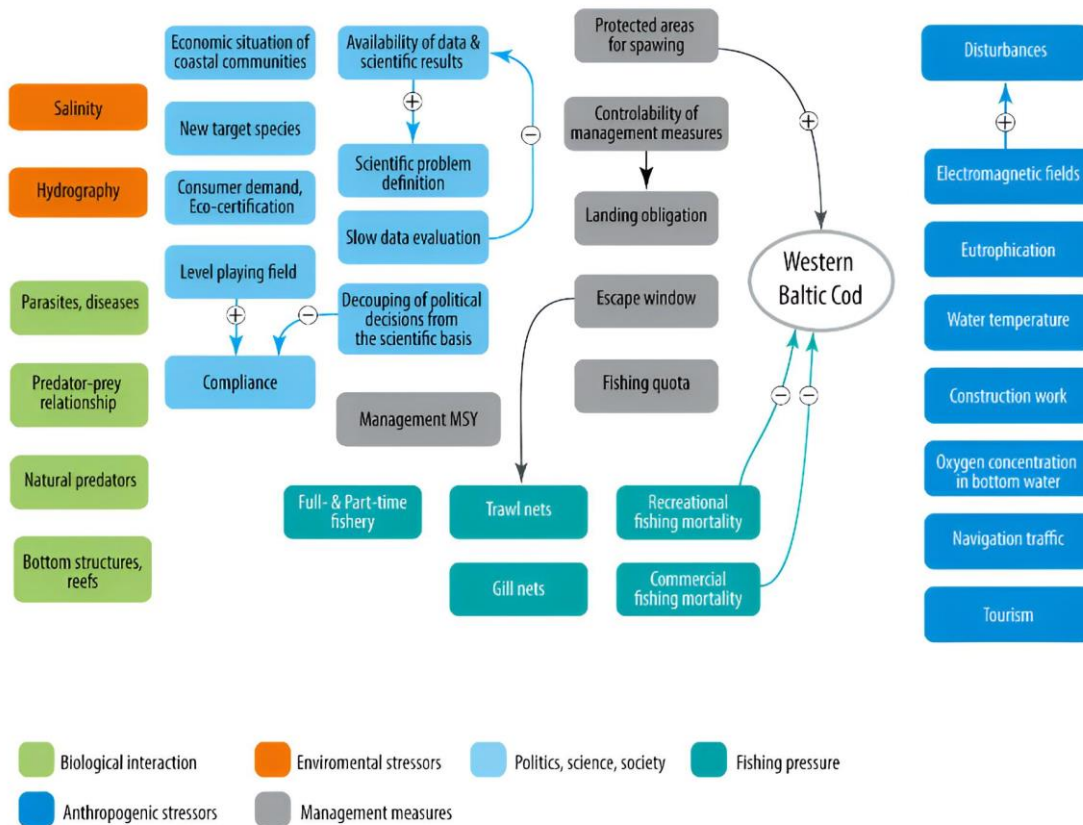 Economic situation of
coastal communities
Availability of data &
scientific results
Protected areas
for spawing
Disturbances
Salinity
New target species
+
Controlability of
management measures
+
−
+
Hydrography
Consumer demand,
Eco-certification
Scientific problem
definition
Landing obligation
Electromagnetic fields
Slow data evaluation
Eutrophication
Level playing field
Western
Baltic Cod
Parasites, diseases
+
−
Decouping of political
decisions from
the scientific basis
Escape window
Water temperature
Predator-prey
relationship
Compliance
Fishing quota
−
−
Construction work
Management MSY
Natural predators
Oxygen concentration
in bottom water
Full- & Part-time
fishery
Trawl nets
Recreational
fishing mortality
Navigation traffic
Bottom structures,
reefs
Gill nets
Commercial
fishing mortality
Tourism
Biological interaction
Enviromental stressors
Politics, science, society
Fishing pressure
Anthropogenic stressors
Management measures